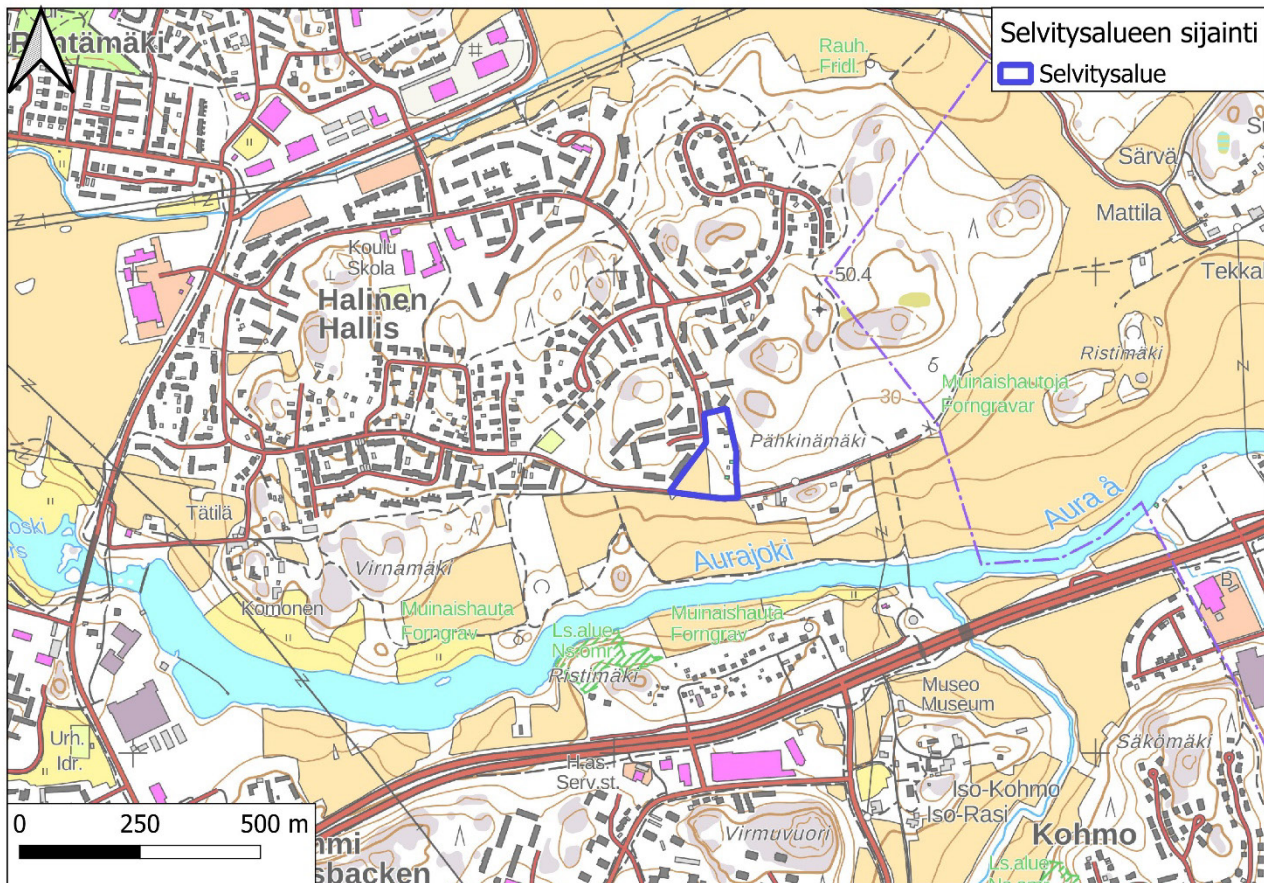 Selvitysalueen sijainti
Selvitysalue
Rauh.
Fridl.
Särvä
Mattila
Koulu
Skola
Halinen
Hallis
50.4
Ristimäki
Muinaishautoja
Forngravar
30
Pähkinämäki
Tätilä
Aura å
Aurajoki
Virnamäki
Komonen
Muinaishauta
Forngrav
Muinaishauta
Forngrav
Ls.alue
Ns.omr
Ristimäki
B.
Museo
Museum
Säkömäki
Urh.
Idr.
H.as.
Serv.st.
Iso-Kohmo
Iso-Rasi
Virmuvuori
Kohmo
Ls.alue
0 250 500 m